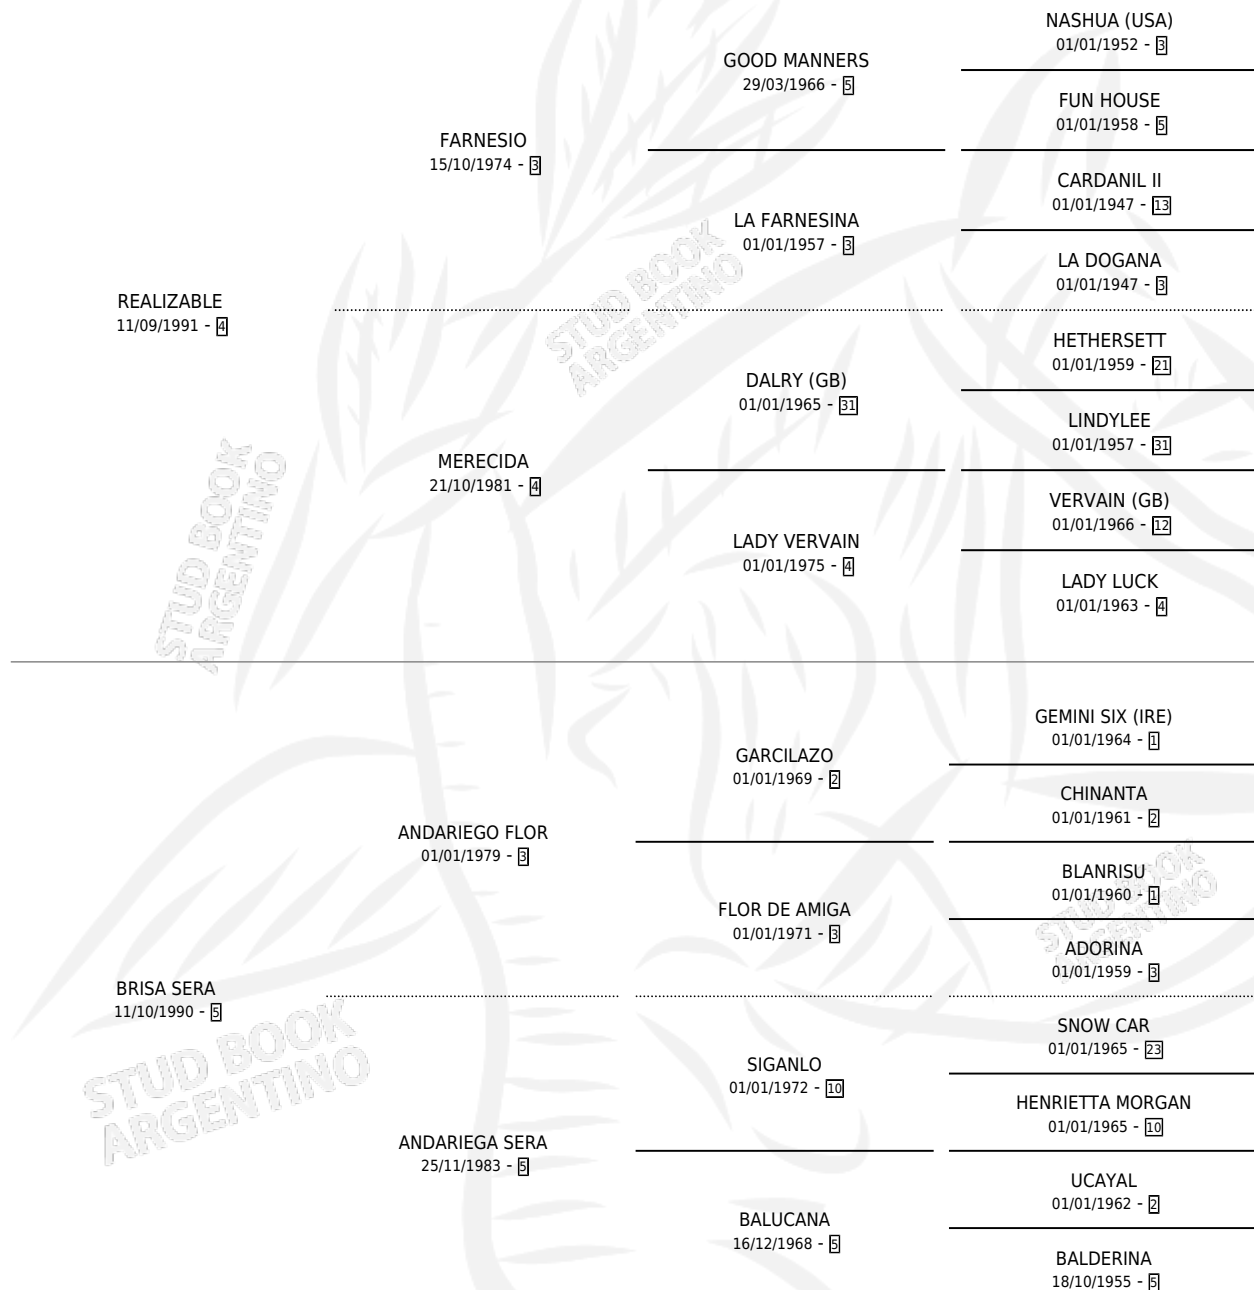 NASHUA (USA)
01/01/1952 - 3
GOOD MANNERS
29/03/1966 - 5
FUN HOUSE
01/01/1958 - 5
FARNESIO
15/10/1974 - 3
CARDANIL II
01/01/1947 - 13
LA FARNESINA
01/01/1957 - 3
LA DOGANA
01/01/1947 - 3
REALIZABLE
11/09/1991 - 4
HETHERSETT
01/01/1959 - 21
DALRY (GB)
01/01/1965 - 31
LINDYLEE
01/01/1957 - 31
MERECIDA
21/10/1981 - 4
VERVAIN (GB)
01/01/1966 - 12
LADY VERVAIN
01/01/1975 - 4
LADY LUCK
01/01/1963 - 4
GEMINI SIX (IRE)
01/01/1964 - 1
GARCILAZO
01/01/1969 - 2
CHINANTA
01/01/1961 - 2
ANDARIEGO FLOR
01/01/1979 - 3
BLANRISU
01/01/1960 - 1
FLOR DE AMIGA
01/01/1971 - 3
ADORINA
01/01/1959 - 3
BRISA SERA
11/10/1990 - 5
SNOW CAR
01/01/1965 - 23
SIGANLO
01/01/1972 - 10
HENRIETTA MORGAN
01/01/1965 - 10
ANDARIEGA SERA
25/11/1983 - 5
UCAYAL
01/01/1962 - 2
BALUCANA
16/12/1968 - 5
BALDERINA
18/10/1955 - 5
STUD BOOK
ARGENTINO
STUD BOOK
ARGENTINO
STUD BOOK
ARGENTINO
STUD BOOK
ARGENTINO